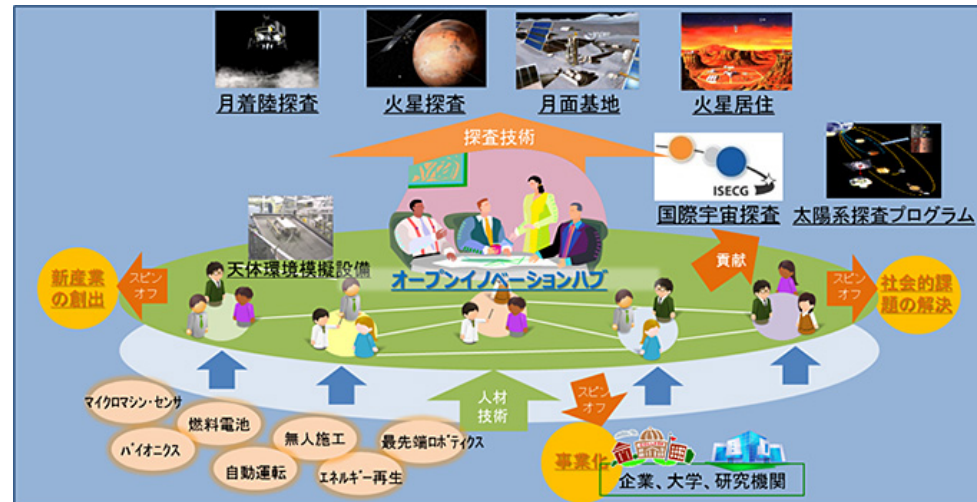 月着陸探査
火星探査
月面基地
火星居住
探査技術
ISECG
国際宇宙探査
太陽系探査プログラム
天体環境模擬設備
オープンイノベーションハブ
貢献
新産業
の創出
スピン
オフ
スピン
オフ
社会的課
題の解決
マイクロマシン・センサ
燃料電池
バイオニクス
無人施工
最先端ロボティクス
自動運転
エネルギー再生
人材
技術
スピン
オフ
事業化
企業、大学、研究機関